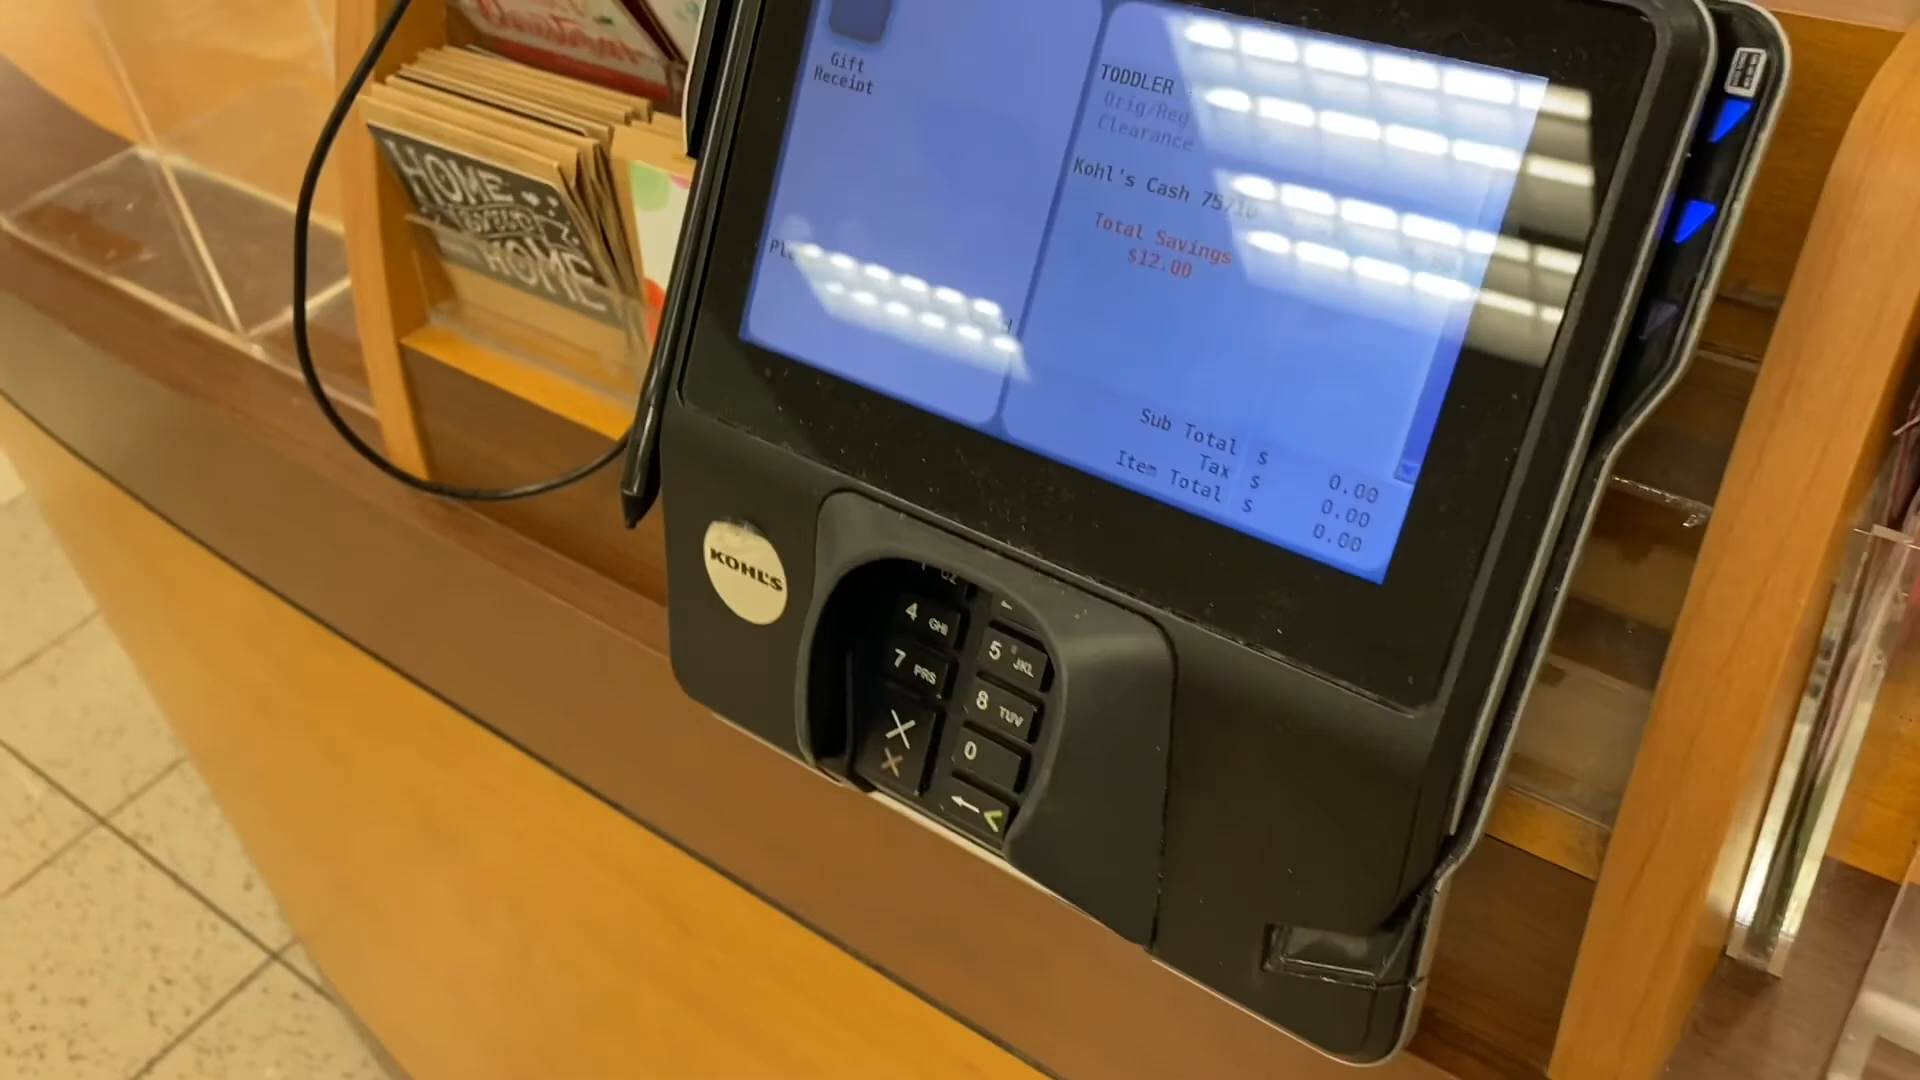 Gift
Receipt
TODDLER
Orig/Reg
Clearance
Kohl's Cash 75/10
Total Savings
$12.00
Sub Total $ 0.00
Tax $ 0.00
Item Total $ 0.00
HOME
HOME
KOHL'S
4 GHI
5 JKL
7 PRS
8 TUV
0